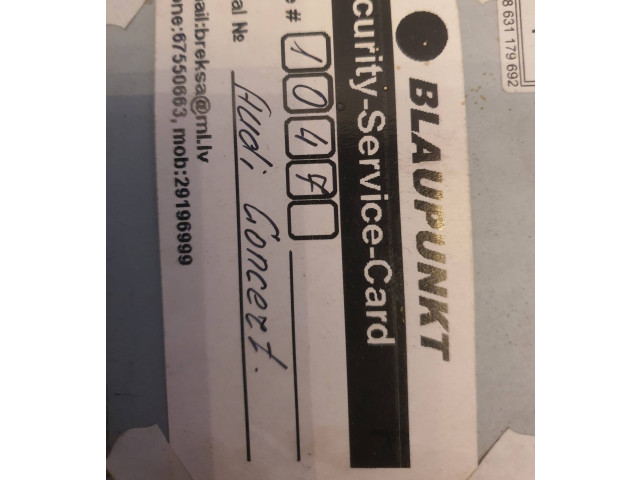 BLAUPUNKT
curity-Service-Card
e # 1047
al № Audi Concert.
ail:breksa@ml.lv
one:67550663, mob:29196999
8 631 179 692